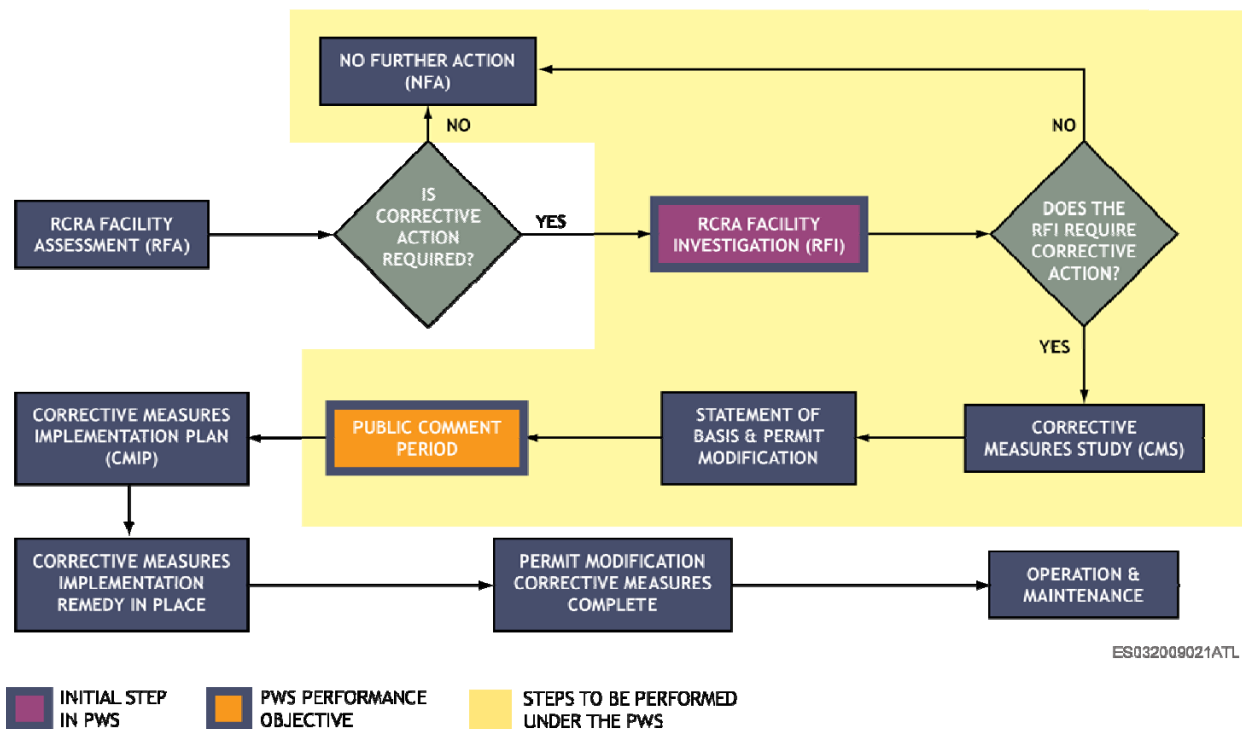 NO FURTHER ACTION
(NFA)
NO
NO
RCRA FACILITY
ASSESSMENT (RFA)
IS
CORRECTIVE
ACTION
REQUIRED?
YES
RCRA FACILITY
INVESTIGATION (RFI)
DOES THE
RFI REQUIRE
CORRECTIVE
ACTION?
YES
CORRECTIVE MEASURES
IMPLEMENTATION PLAN
(CMIP)
PUBLIC COMMENT
PERIOD
STATEMENT OF
BASIS & PERMIT
MODIFICATION
CORRECTIVE
MEASURES STUDY (CMS)
CORRECTIVE MEASURES
IMPLEMENTATION
REMEDY IN PLACE
PERMIT MODIFICATION
CORRECTIVE MEASURES
COMPLETE
OPERATION &
MAINTENANCE
ES032009021ATL
INITIAL STEP
IN PWS
PWS PERFORMANCE
OBJECTIVE
STEPS TO BE PERFORMED
UNDER THE PWS